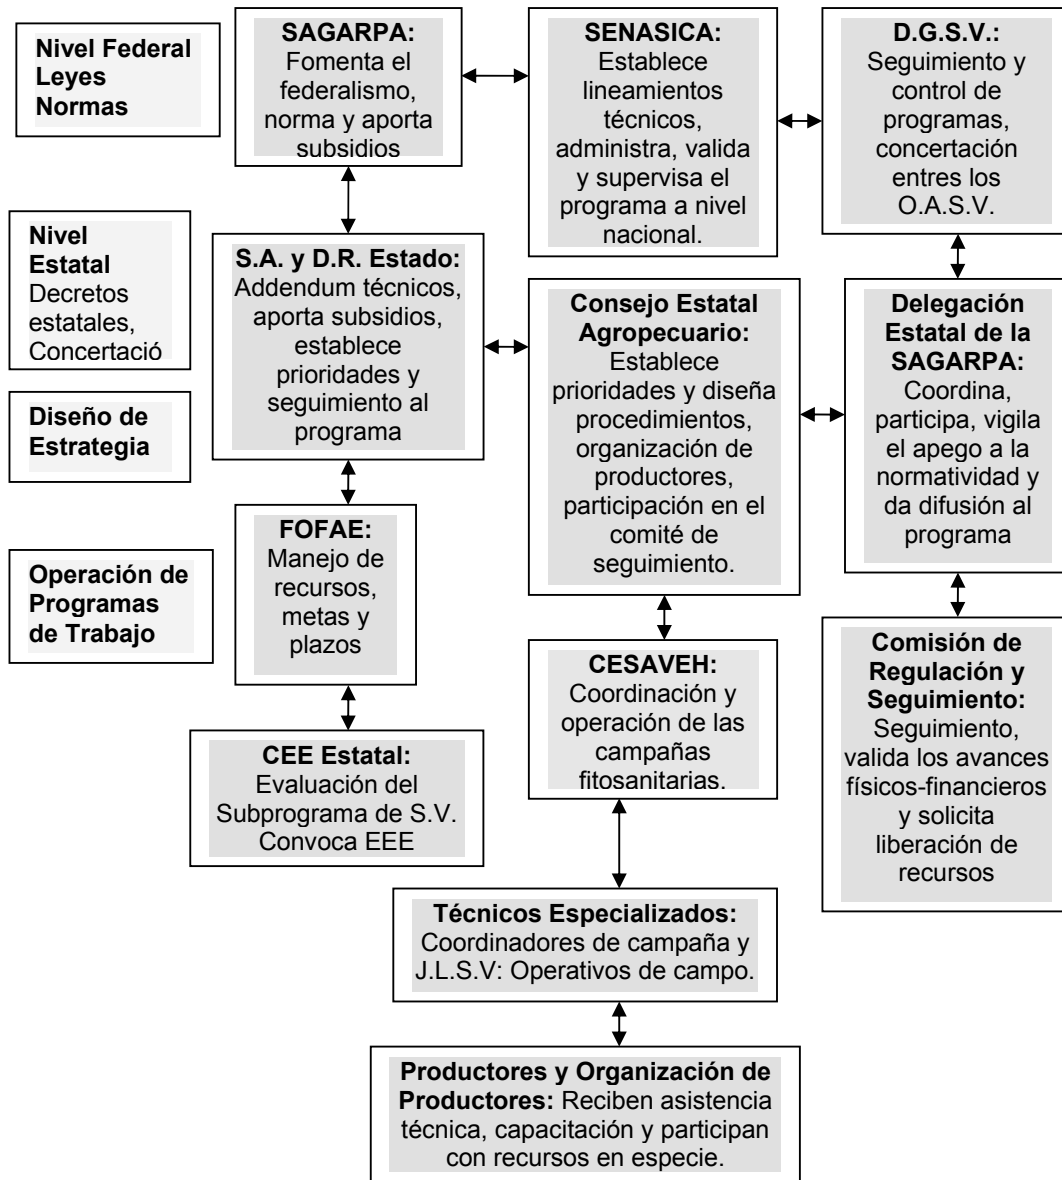 Nivel Federal
Leyes
Normas
SAGARPA:
Fomenta el
federalismo,
norma y aporta
subsidios
SENASICA:
Establece
lineamientos
técnicos,
administra, valida
y supervisa el
programa a nivel
nacional.
D.G.S.V.:
Seguimiento y
control de
programas,
concertación
entres los
O.A.S.V.
Nivel
Estatal
Decretos
estatales,
Concertació
S.A. y D.R. Estado:
Addendum técnicos,
aporta subsidios,
establece
prioridades y
seguimiento al
programa
Consejo Estatal
Agropecuario:
Establece
prioridades y diseña
procedimientos,
organización de
productores,
participación en el
comité de
seguimiento.
Delegación
Estatal de la
SAGARPA:
Coordina,
participa, vigila
el apego a la
normatividad y
da difusión al
programa
Diseño de
Estrategia
FOFAE:
Manejo de
recursos,
metas y
plazos
Operación de
Programas
de Trabajo
CESAVEH:
Coordinación y
operación de las
campañas
fitosanitarias.
Comisión de
Regulación y
Seguimiento:
Seguimiento,
valida los avances
físicos-financieros
y solicita
liberación de
recursos
CEE Estatal:
Evaluación del
Subprograma de S.V.
Convoca EEE
Técnicos Especializados:
Coordinadores de campaña y
J.L.S.V: Operativos de campo.
Productores y Organización de
Productores: Reciben asistencia
técnica, capacitación y participan
con recursos en especie.